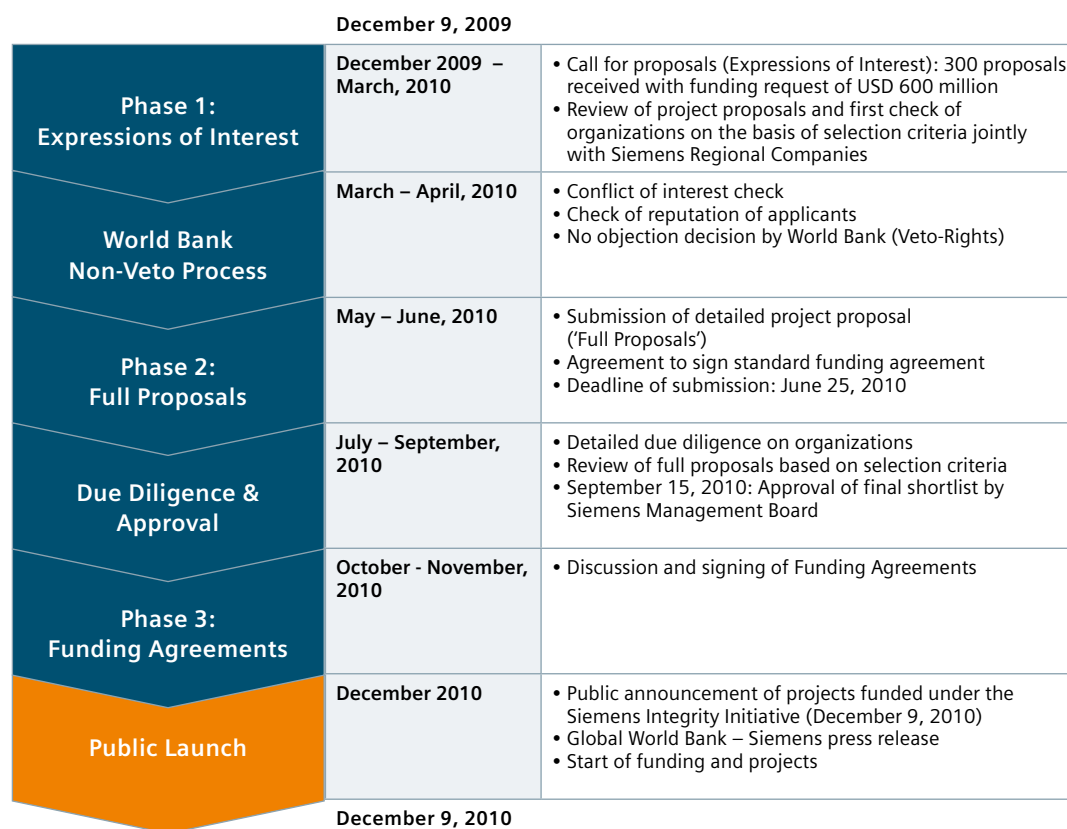 December 9, 2009
Phase 1:
Expressions of Interest
December 2009 –
March, 2010
• Call for proposals (Expressions of Interest): 300 proposals
received with funding request of USD 600 million
• Review of project proposals and first check of
organizations on the basis of selection criteria jointly
with Siemens Regional Companies
World Bank
Non-Veto Process
March – April, 2010
• Conflict of interest check
• Check of reputation of applicants
• No objection decision by World Bank (Veto-Rights)
Phase 2:
Full Proposals
May – June, 2010
• Submission of detailed project proposal
(‘Full Proposals’)
• Agreement to sign standard funding agreement
• Deadline of submission: June 25, 2010
Due Diligence &
Approval
July – September,
2010
• Detailed due diligence on organizations
• Review of full proposals based on selection criteria
• September 15, 2010: Approval of final shortlist by
Siemens Management Board
Phase 3:
Funding Agreements
October - November,
2010
• Discussion and signing of Funding Agreements
Public Launch
December 2010
• Public announcement of projects funded under the
Siemens Integrity Initiative (December 9, 2010)
• Global World Bank – Siemens press release
• Start of funding and projects
December 9, 2010